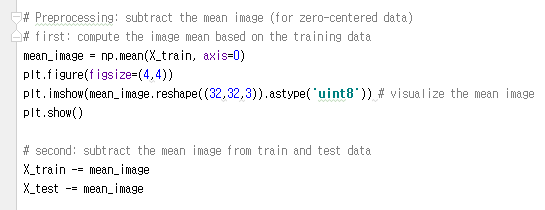 # Preprocessing: subtract the mean image (for zero-centered data)
# first: compute the image mean based on the training data
mean_image = np.mean(X_train, axis=0)
plt.figure(figsize=(4,4))
plt.imshow(mean_image.reshape((32,32,3)).astype('uint8')) # visualize the mean image
plt.show()
# second: subtract the mean image from train and test data
X_train -= mean_image
X_test -= mean_image